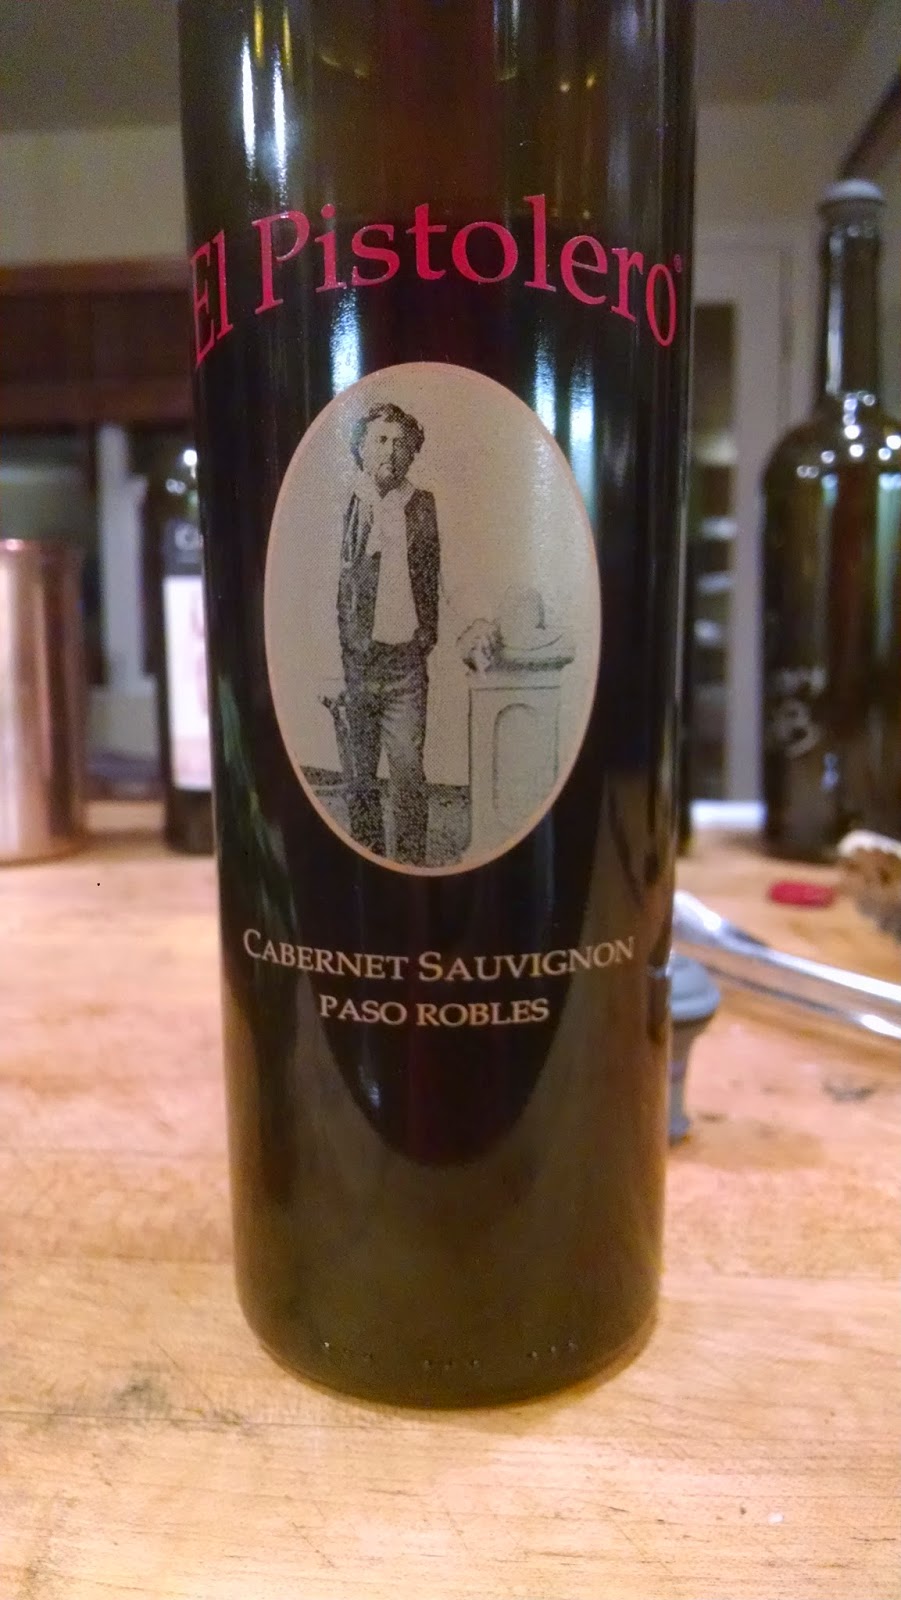 El Pistolero®
CABERNET SAUVIGNON
PASO ROBLES